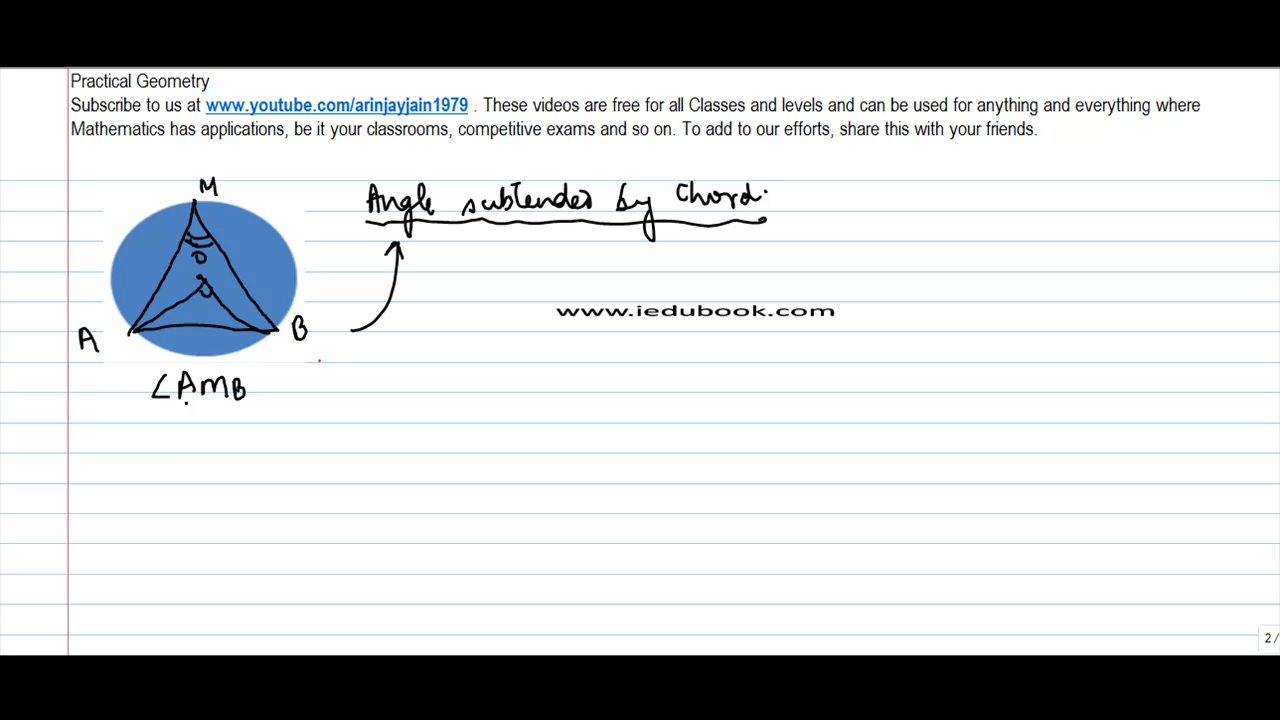 Practical Geometry
Subscribe to us at www.youtube.com/arinjayjain1979 . These videos are free for all Classes and levels and can be used for anything and everything where
Mathematics has applications, be it your classrooms, competitive exams and so on. To add to our efforts, share this with your friends.
M
Angle subtended by Chord.
O
www.iedubook.com
A
B
∠AMB
2/